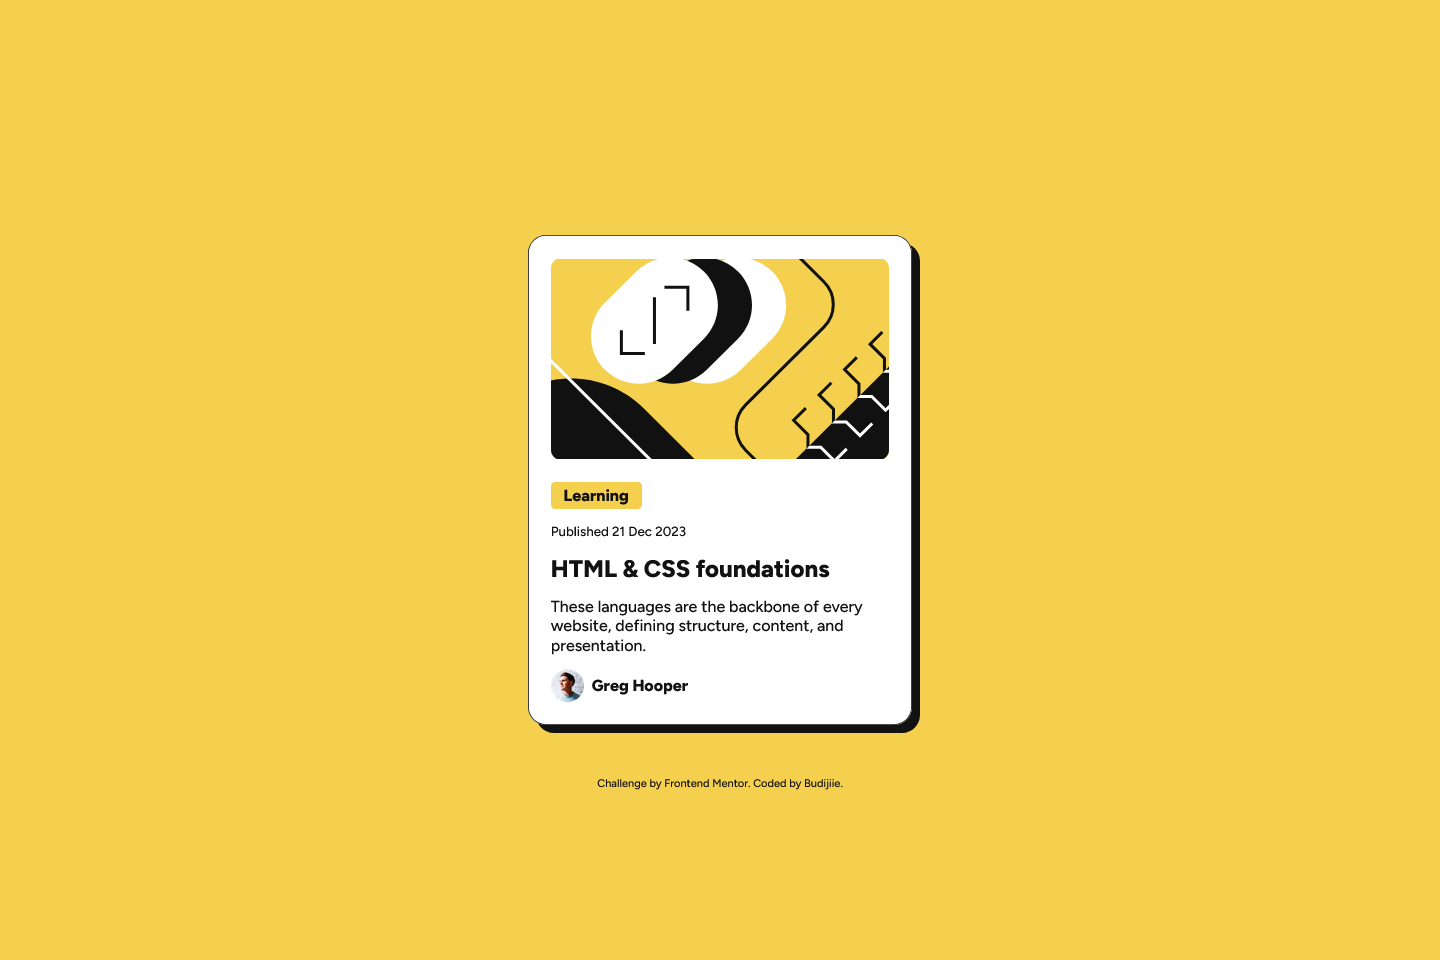 Learning
Published 21 Dec 2023
HTML & CSS foundations
These languages are the backbone of every
website, defining structure, content, and
presentation.
Greg Hooper
Challenge by Frontend Mentor. Coded by Budijiie.